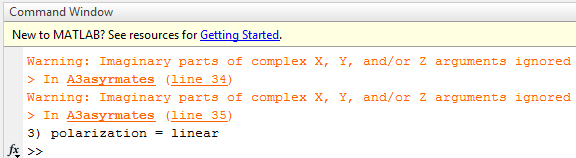 Command Window
New to MATLAB? See resources for Getting Started.
Warning: Imaginary parts of complex X, Y, and/or Z arguments ignored
> In A3asyrmates (line 34)
Warning: Imaginary parts of complex X, Y, and/or Z arguments ignored
> In A3asyrmates (line 35)
3) polarization = linear
fx >>